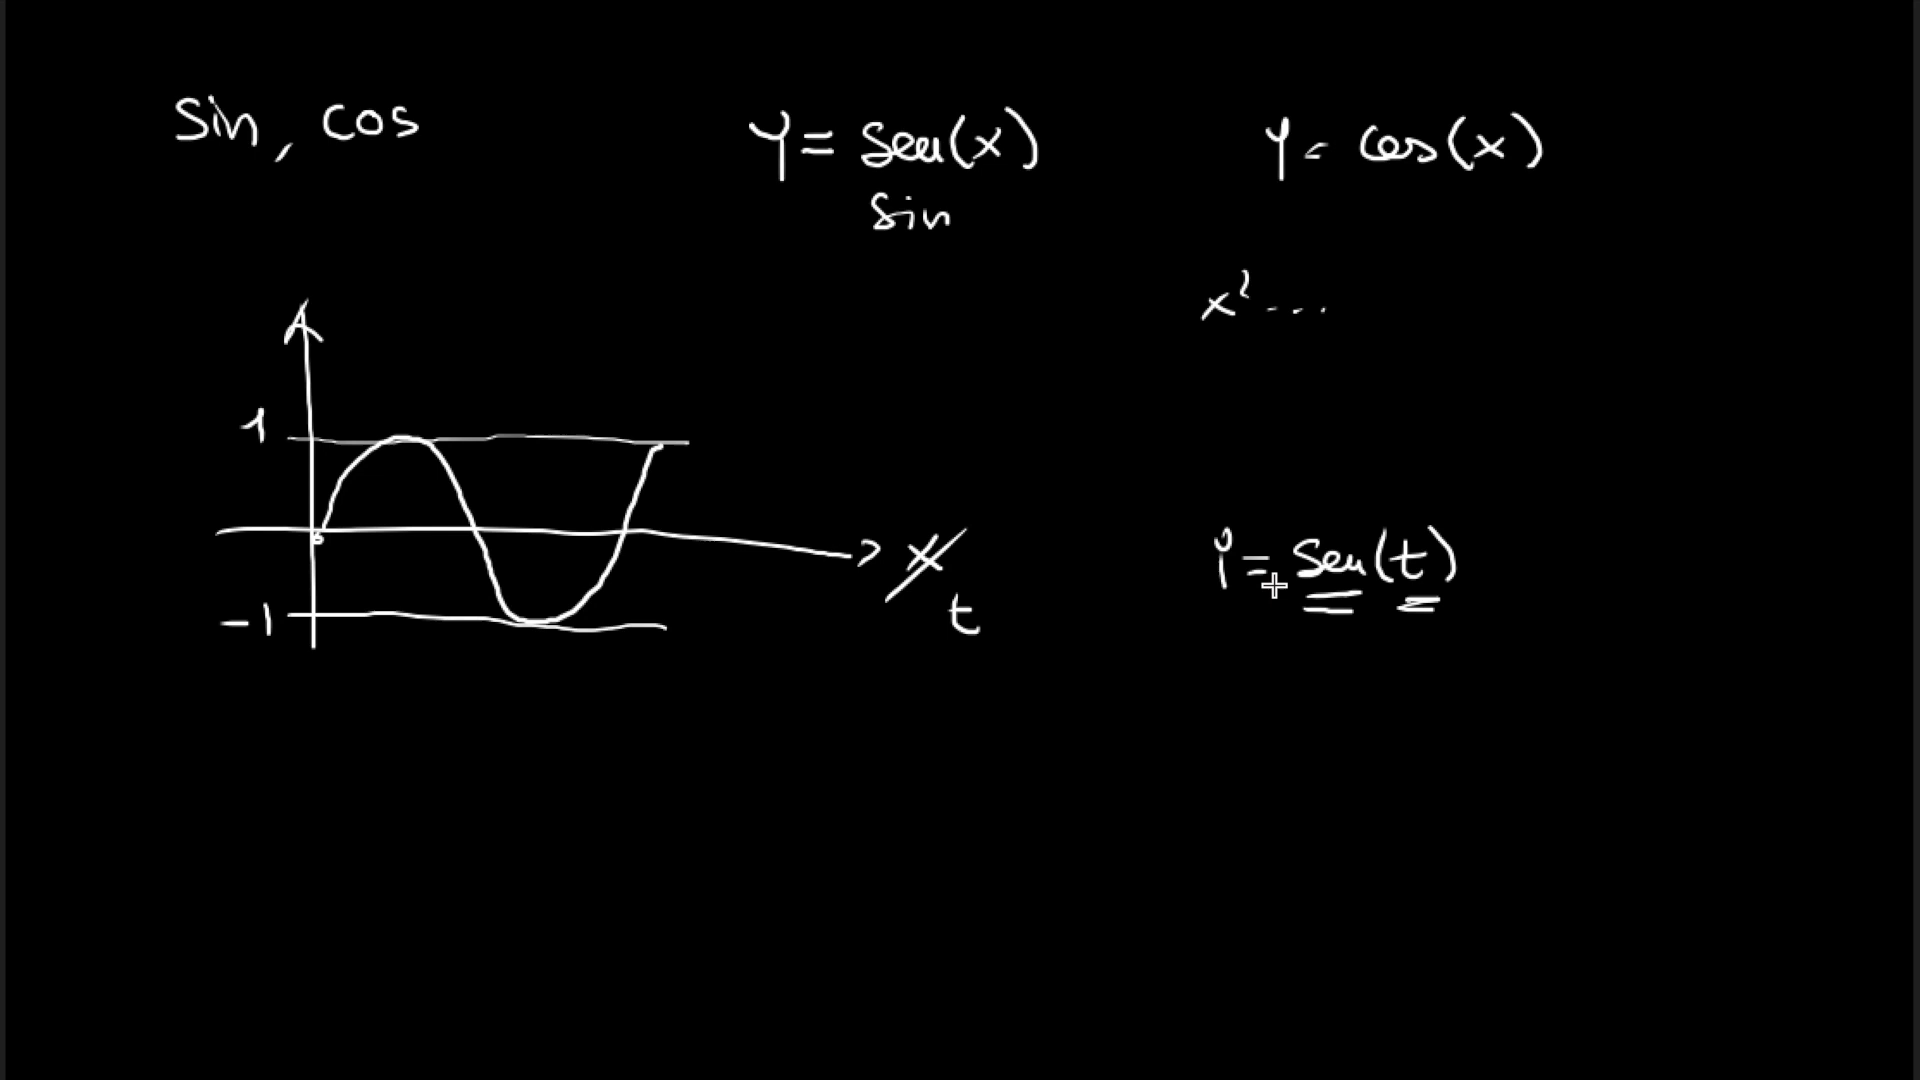 Sin, cos
Y = Sen(x)
Sin
Y = cos(x)
x² ...
1
-1
x
t
i = Sen(t)